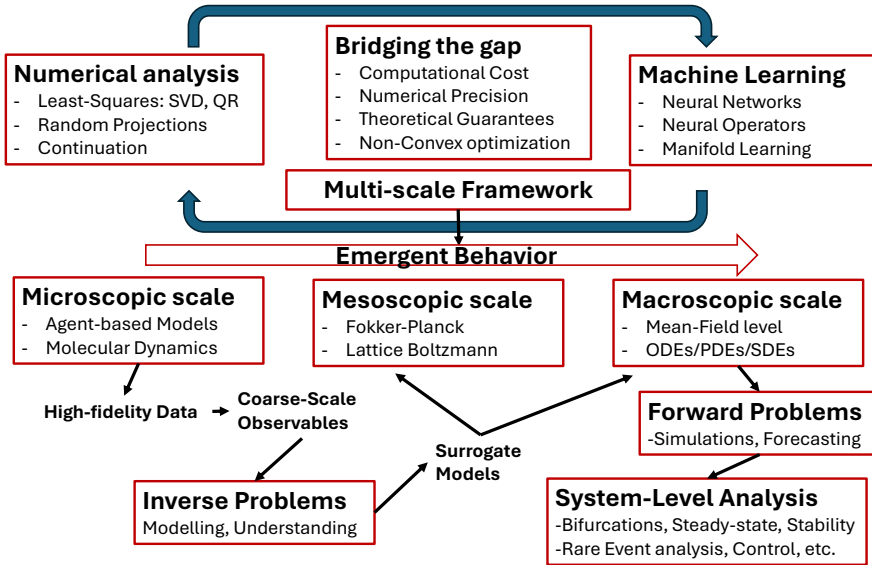 Numerical analysis
- Least-Squares: SVD, QR
- Random Projections
- Continuation
Bridging the gap
- Computational Cost
- Numerical Precision
- Theoretical Guarantees
- Non-Convex optimization
Machine Learning
- Neural Networks
- Neural Operators
- Manifold Learning
Multi-scale Framework
Emergent Behavior
Microscopic scale
- Agent-based Models
- Molecular Dynamics
Mesoscopic scale
- Fokker-Planck
- Lattice Boltzmann
Macroscopic scale
- Mean-Field level
- ODEs/PDEs/SDEs
High-fidelity Data
Coarse-Scale
Observables
Surrogate
Models
Forward Problems
-Simulations, Forecasting
Inverse Problems
Modelling, Understanding
System-Level Analysis
-Bifurcations, Steady-state, Stability
-Rare Event analysis, Control, etc.